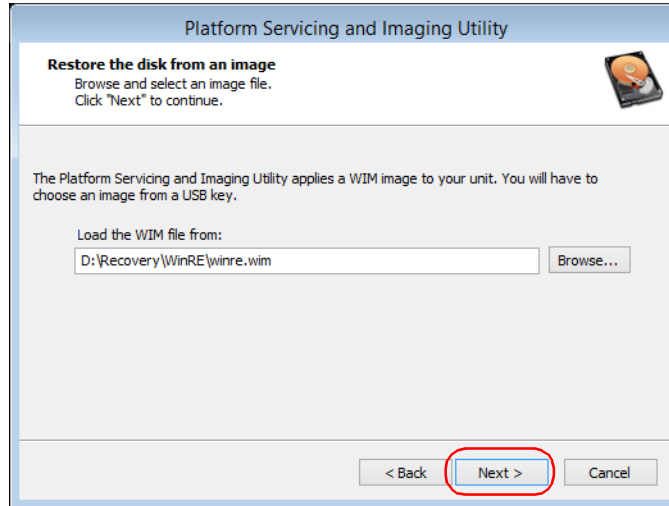 Platform Servicing and Imaging Utility
Restore the disk from an image
Browse and select an image file.
Click "Next" to continue.
The Platform Servicing and Imaging Utility applies a WIM image to your unit. You will have to
choose an image from a USB key.
Load the WIM file from:
D:\Recovery\WinRE\winre.wim
Browse...
< Back
Next >
Cancel